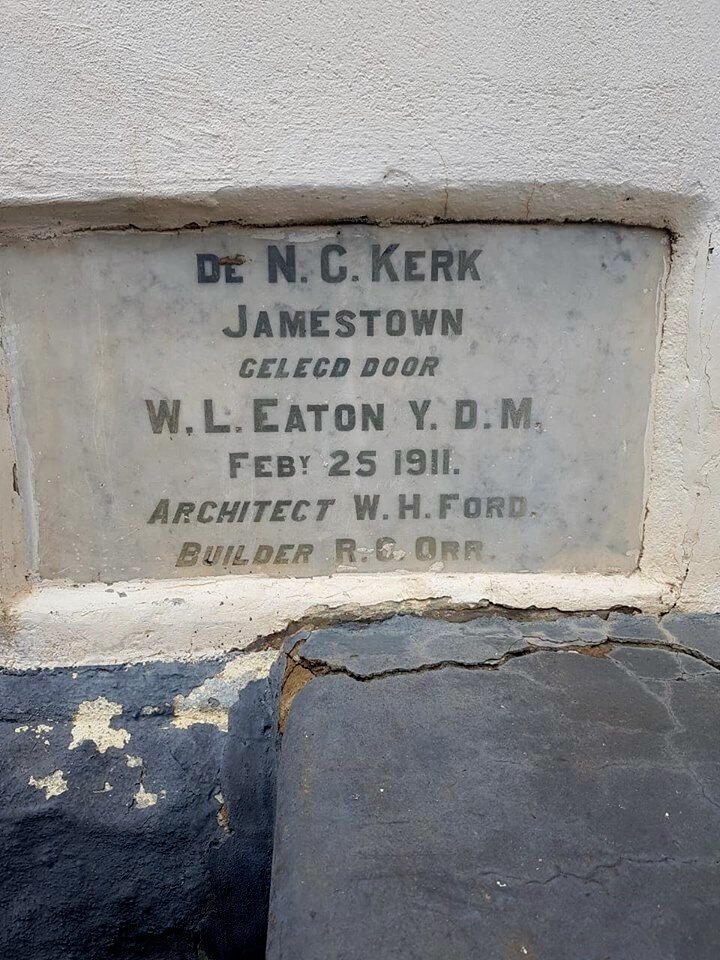 DE N. G. KERK
JAMESTOWN
GELEGD DOOR
W. L. EATON Y. D. M.
FEBY 25 1911.
ARCHITECT W. H. FORD.
BUILDER R. G. ORR.